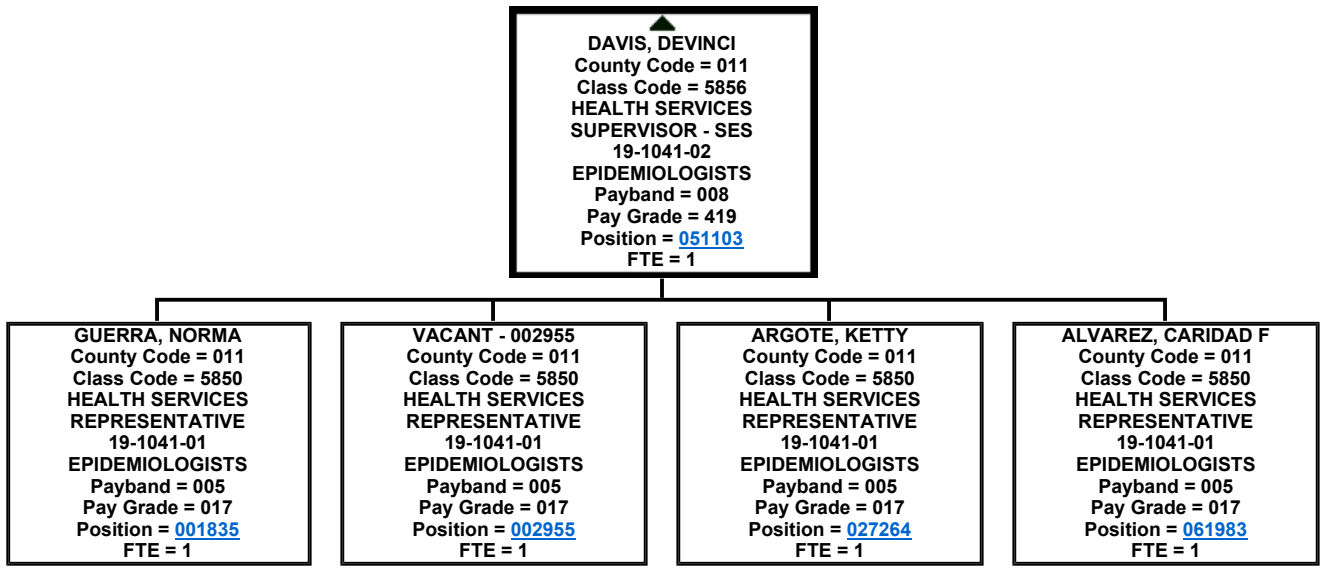 DAVIS, DEVINCI
County Code = 011
Class Code = 5856
HEALTH SERVICES
SUPERVISOR - SES
19-1041-02
EPIDEMIOLOGISTS
Payband = 008
Pay Grade = 419
Position = 051103
FTE = 1
GUERRA, NORMA
County Code = 011
Class Code = 5850
HEALTH SERVICES
REPRESENTATIVE
19-1041-01
EPIDEMIOLOGISTS
Payband = 005
Pay Grade = 017
Position = 001835
FTE = 1
VACANT - 002955
County Code = 011
Class Code = 5850
HEALTH SERVICES
REPRESENTATIVE
19-1041-01
EPIDEMIOLOGISTS
Payband = 005
Pay Grade = 017
Position = 002955
FTE = 1
ARGOTE, KETTY
County Code = 011
Class Code = 5850
HEALTH SERVICES
REPRESENTATIVE
19-1041-01
EPIDEMIOLOGISTS
Payband = 005
Pay Grade = 017
Position = 027264
FTE = 1
ALVAREZ, CARIDAD F
County Code = 011
Class Code = 5850
HEALTH SERVICES
REPRESENTATIVE
19-1041-01
EPIDEMIOLOGISTS
Payband = 005
Pay Grade = 017
Position = 061983
FTE = 1